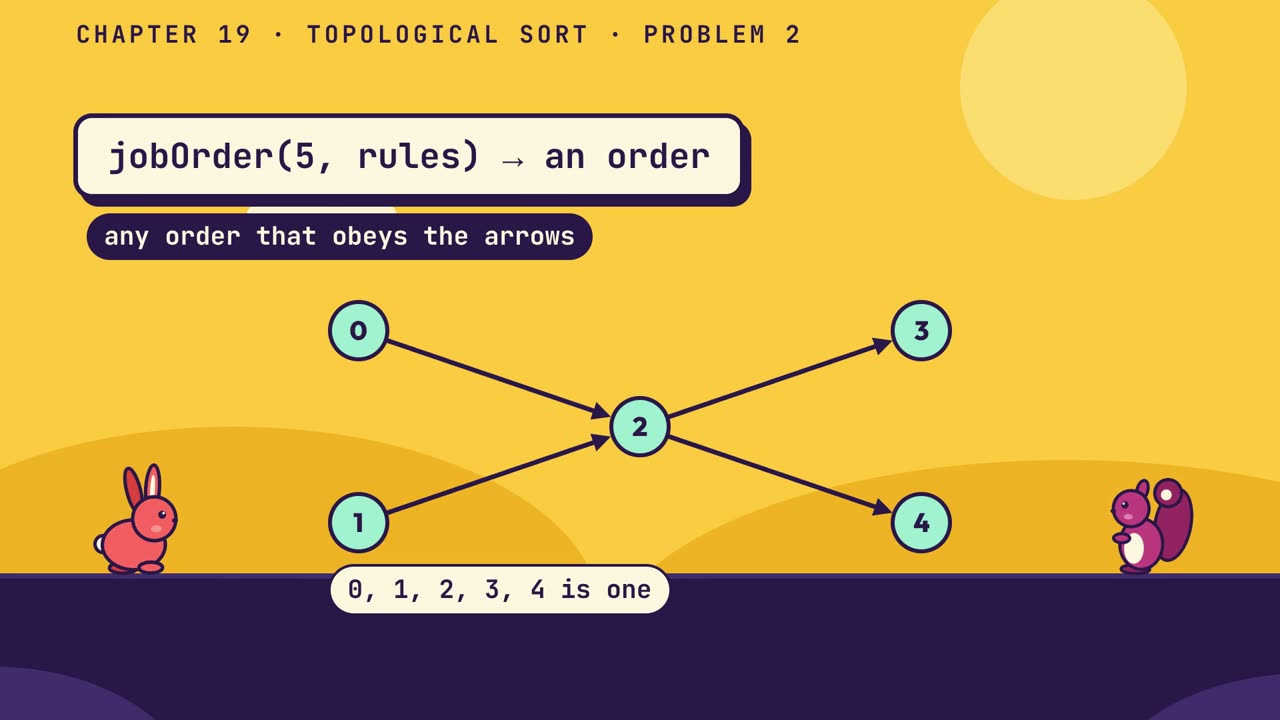 CHAPTER 19 · TOPOLOGICAL SORT · PROBLEM 2
jobOrder(5, rules) → an order
any order that obeys the arrows
0
3
2
1
4
0, 1, 2, 3, 4 is one